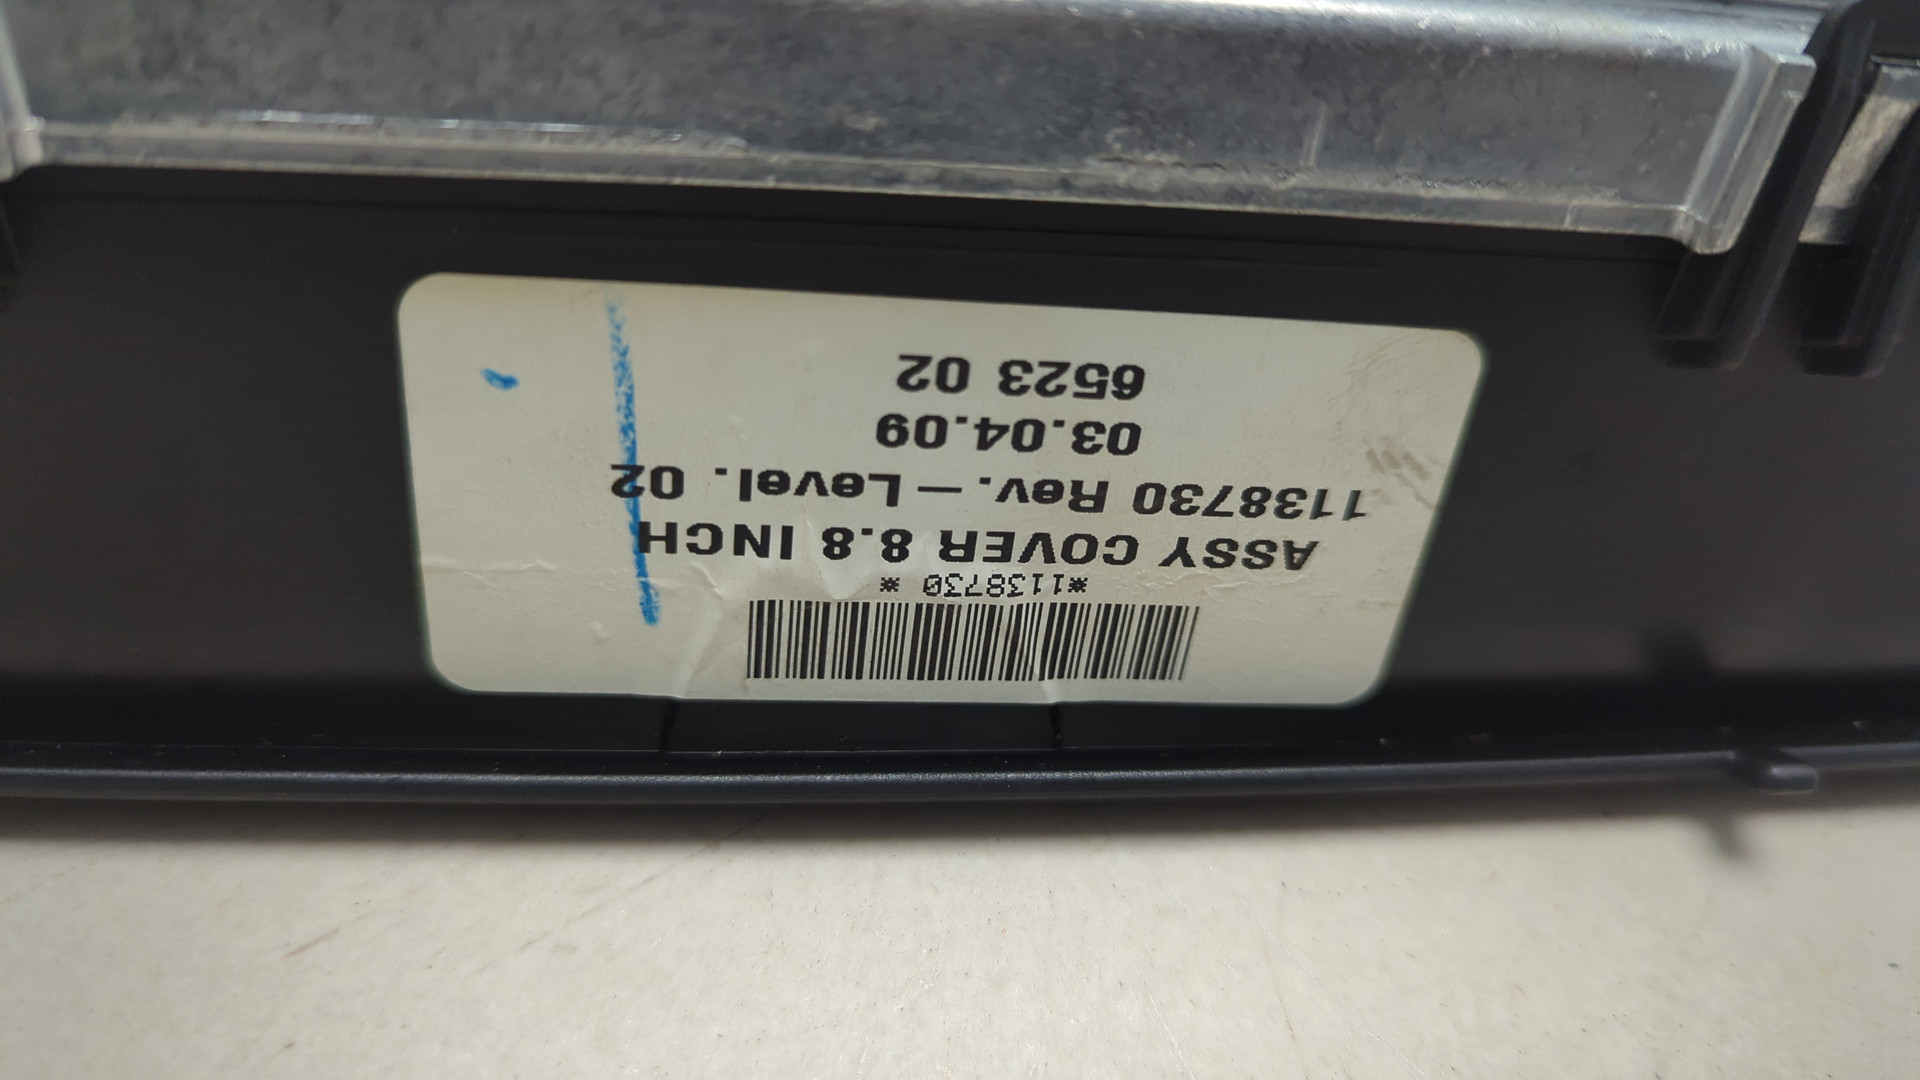 *1138730 *
ASSY COVER 8.8 INCH
1138730 Rev.–Level. 02
03.04.09
6523 02